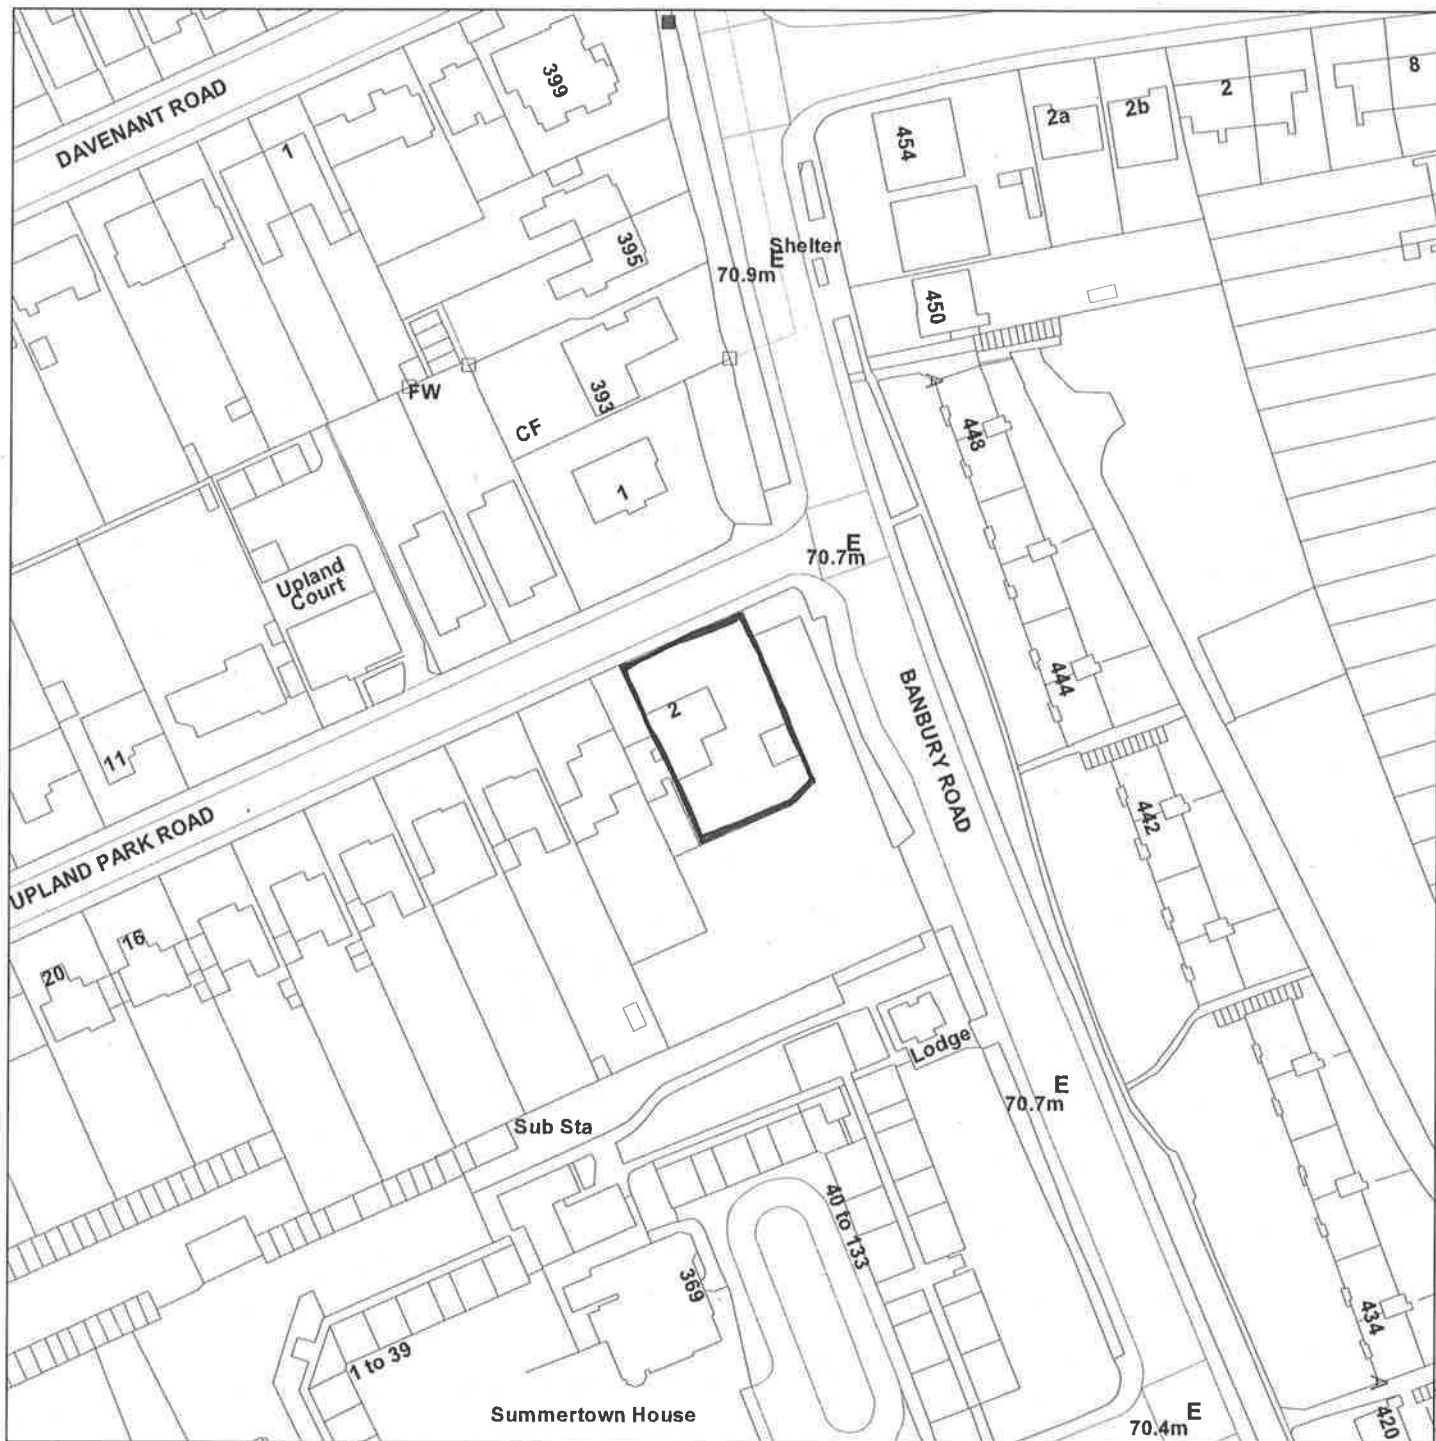 DAVENANT ROAD
399
1
454
2a
2b
2
8
395
Shelter
E
70.9m
450
FW
393
CF
448
1
E
70.7m
Upland
Court
444
2
BANBURY ROAD
11
442
UPLAND PARK ROAD
16
20
Lodge
E
70.7m
Sub Sta
40 to 133
369
434
1 to 39
Summertown House
E
70.4m
420